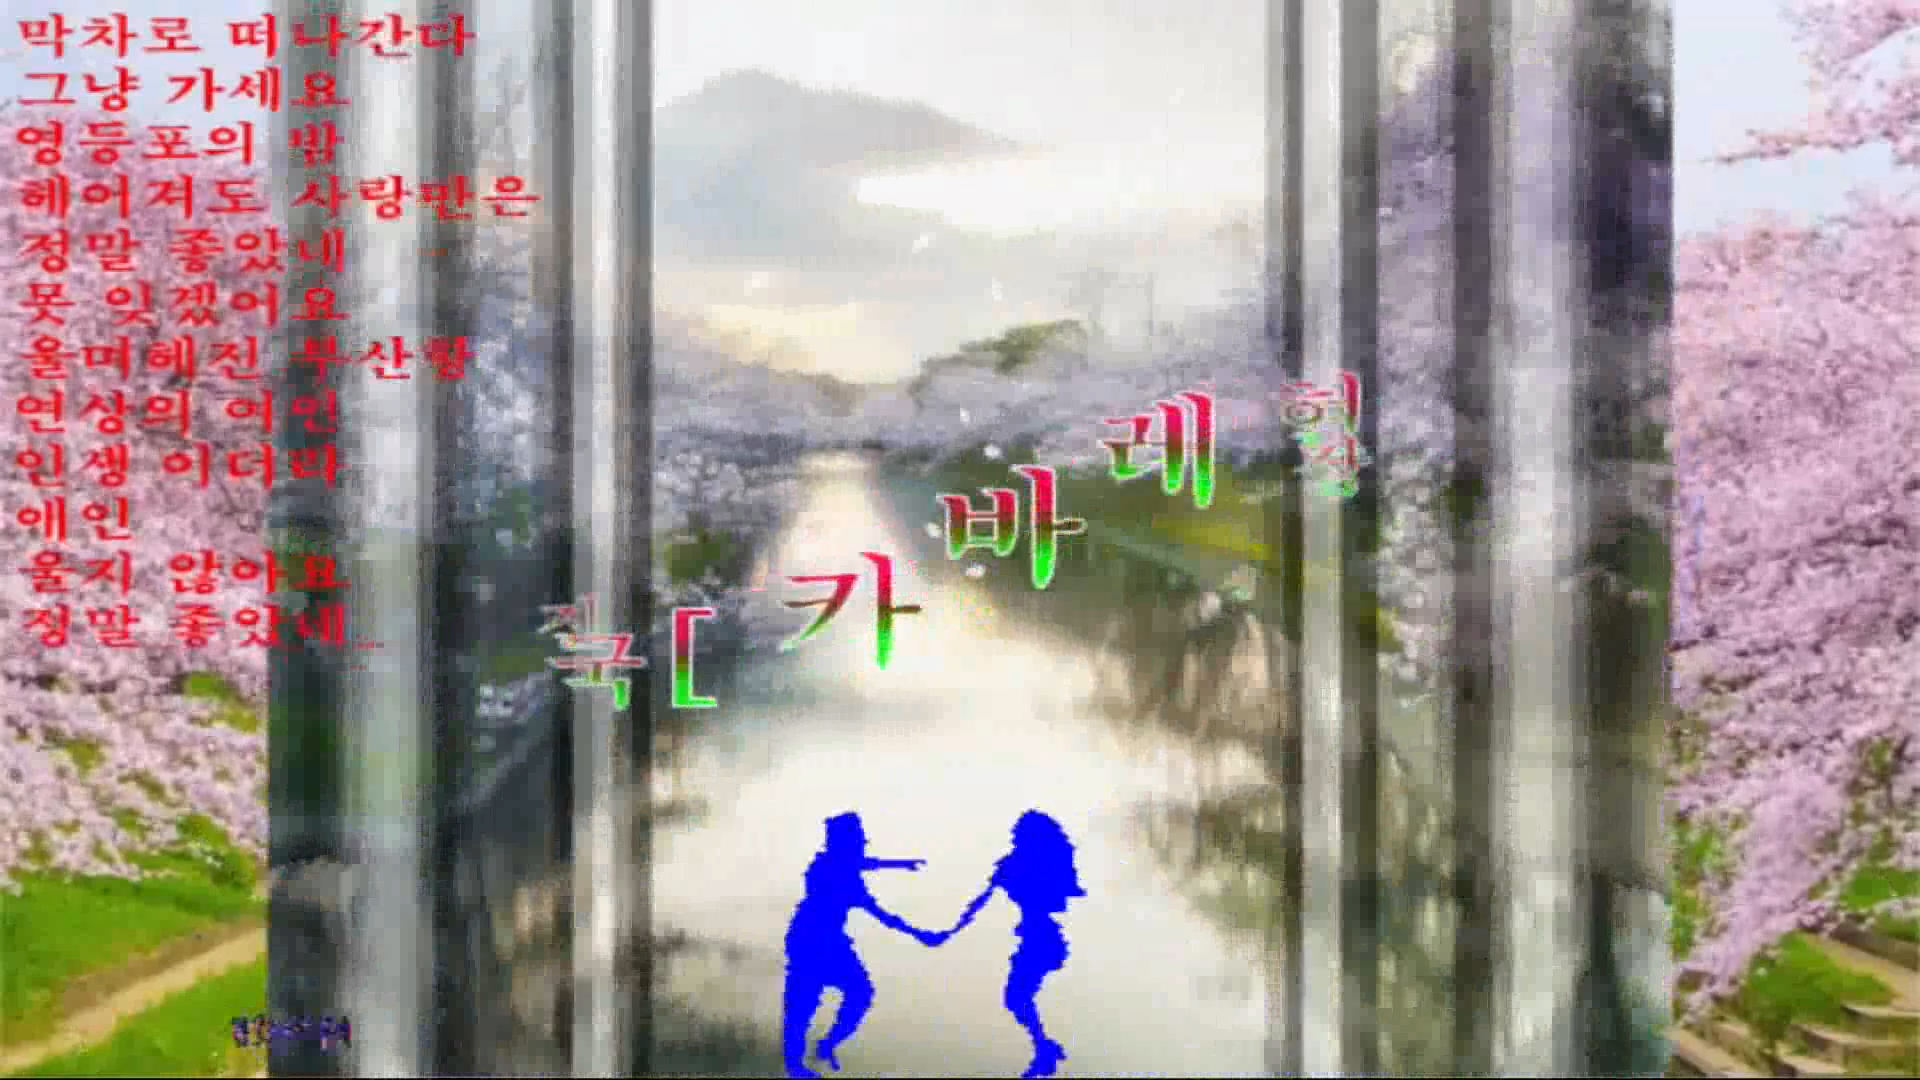 막차로 떠나간다
그냥 가세요
영등포의 밤
헤어져도 사랑만은
정말 좋았네
못 잊겠어요
울며헤진 부산항
연상의 여인
인생 이더라
애인
울지 않아요
정말 좋았네...
[카바레